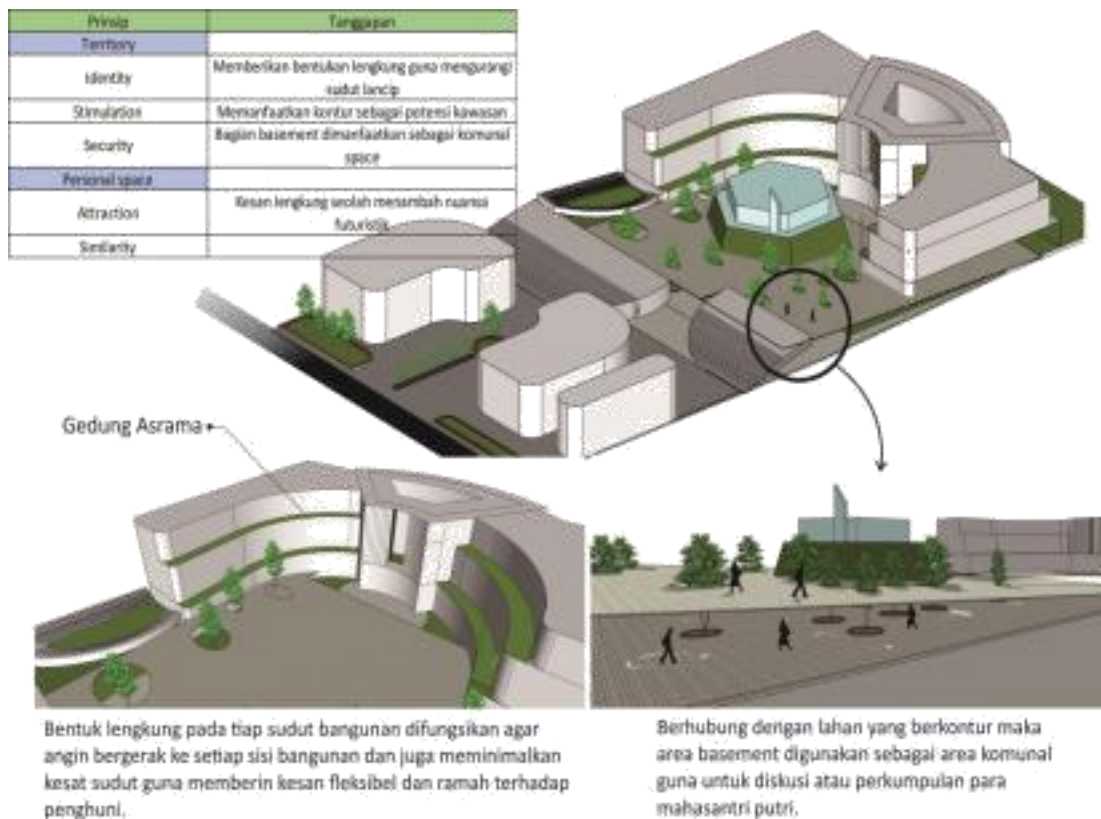 Prinsip Tanggapan
Territory
Identity Memberikan bentukan lengkung guna mengurangi
sudut lancip
Stimulation Memanfaatkan kontur sebagai potensi kawasan
Security Bagian basement dimanfaatkan sebagai komunal
space
Personal space
Attraction Kesan lengkung seolah menambah nuansa
futuristik
Similarity
Gedung Asrama
Bentuk lengkung pada tiap sudut bangunan difungsikan agar
angin bergerak ke setiap sisi bangunan dan juga meminimalkan
kesat sudut guna memberin kesan fleksibel dan ramah terhadap
penghuni.
Berhubung dengan lahan yang berkontur maka
area basement digunakan sebagai area komunal
guna untuk diskusi atau perkumpulan para
mahasantri putri.